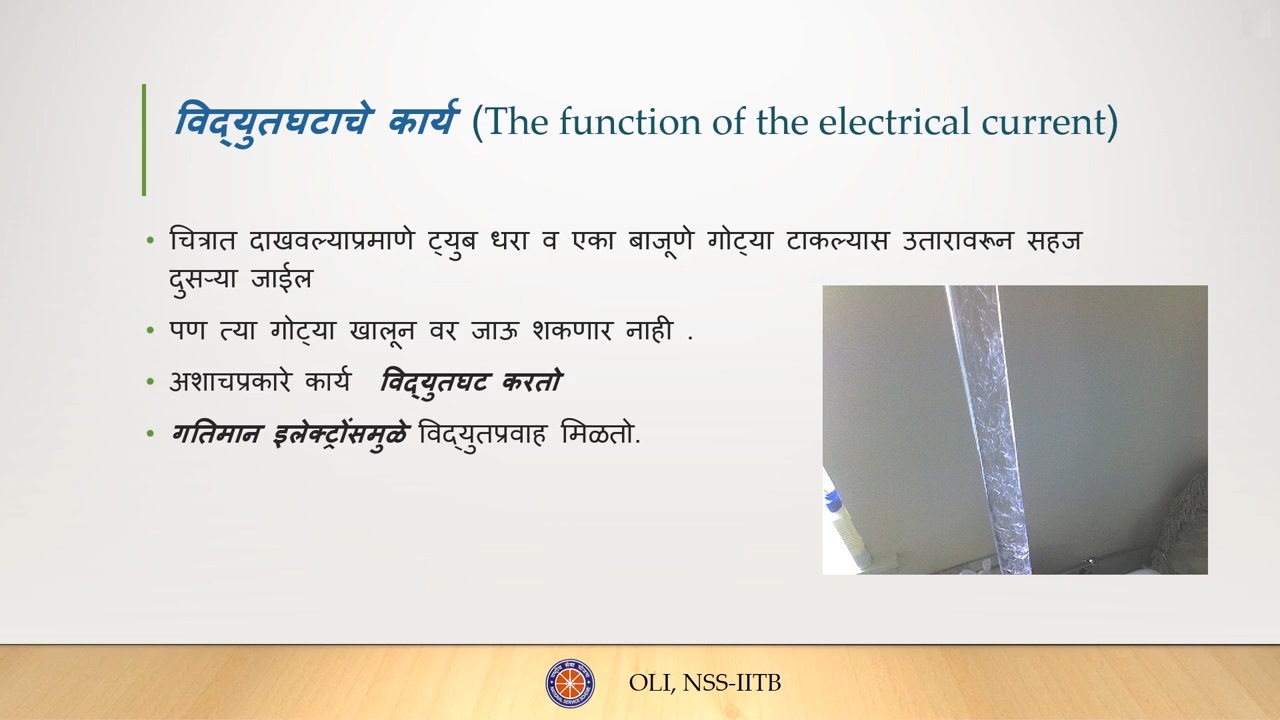 विद्युतघटाचे कार्य (The function of the electrical current)
• चित्रात दाखवल्याप्रमाणे ट्युब धरा व एका बाजूणे गोट्या टाकल्यास उतारावरून सहज
दुसऱ्या जाईल
• पण त्या गोट्या खालून वर जाऊ शकणार नाही .
• अशाचप्रकारे कार्य विद्युतघट करतो
• गतिमान इलेक्ट्रोंसमुळे विद्युतप्रवाह मिळतो.
OLI, NSS-IITB